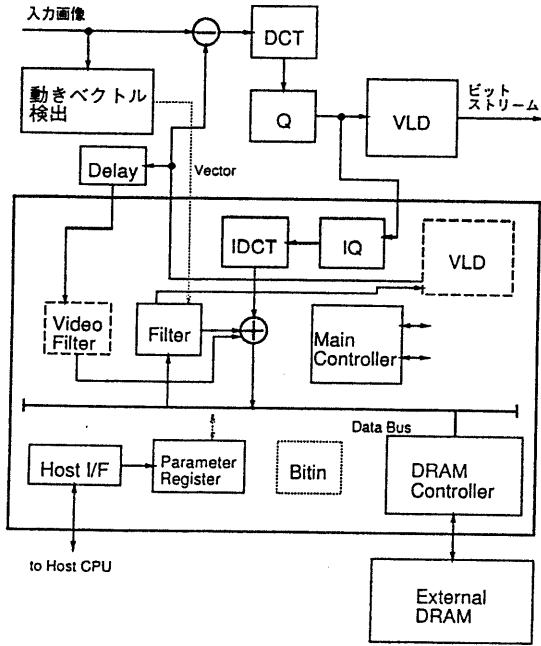 入力画像
DCT
動きベクトル
検出
Q
VLD
ビット
ストリーム
Delay
Vector
IDCT
IQ
VLD
Video
Filter
Filter
Main
Controller
Data Bus
Host I/F
Parameter
Register
Bitin
DRAM
Controller
to Host CPU
External
DRAM